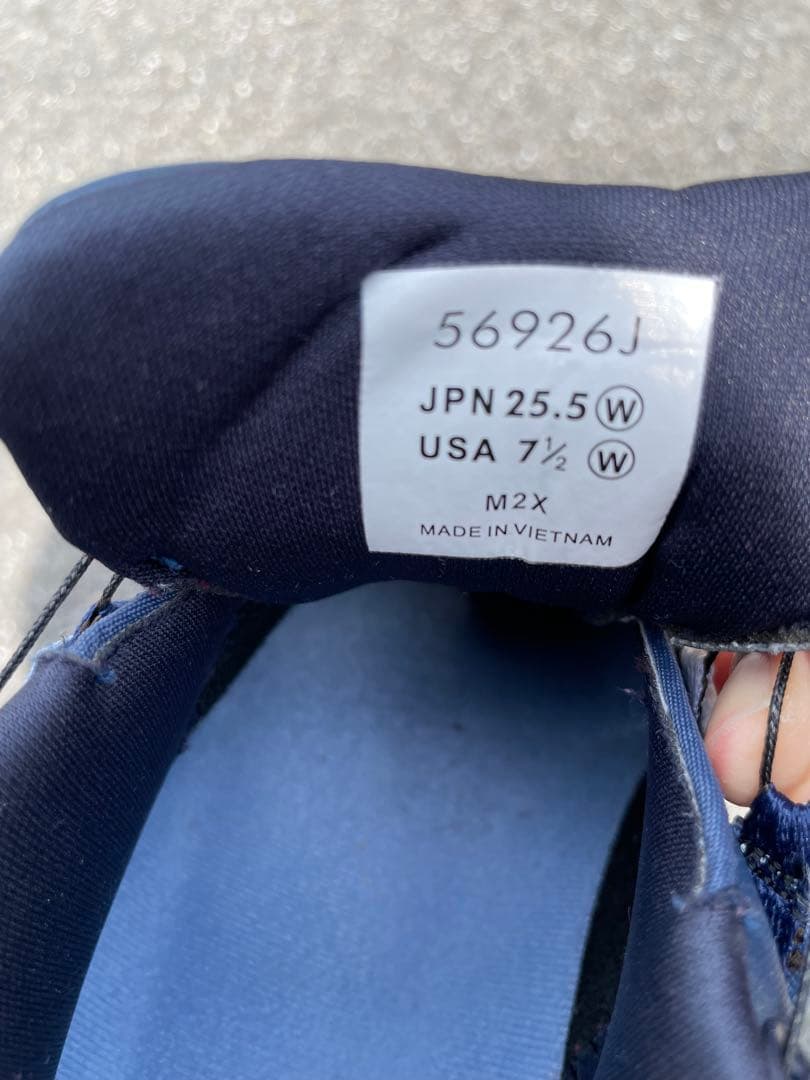 56926J
JPN 25.5 Ⓦ
USA 7½ Ⓦ
M2X
MADE IN VIETNAM